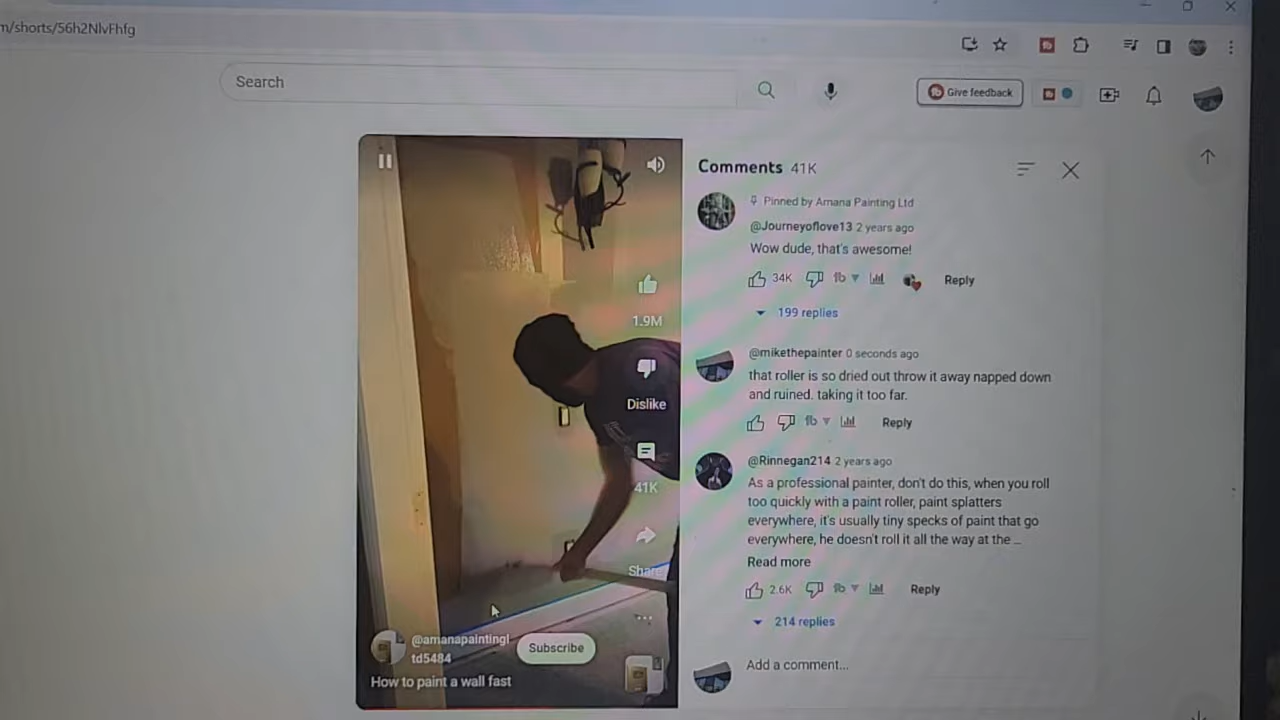 m/shorts/56h2NlvFhfg
Search
Give feedback
Comments 41K
Pinned by Amana Painting Ltd
@Journeyoflove13 2 years ago
Wow dude, that's awesome!
34K
Reply
199 replies
@mikethepainter 0 seconds ago
that roller is so dried out throw it away napped down
and ruined. taking it too far.
Reply
@Rinnegan214 2 years ago
As a professional painter, don't do this, when you roll
too quickly with a paint roller, paint splatters
everywhere, it's usually tiny specks of paint that go
everywhere, he doesn't roll it all the way at the ...
Read more
2.6K
Reply
214 replies
Add a comment...
1.9M
Dislike
41K
Share
@amanapaintingl
td5484
Subscribe
How to paint a wall fast